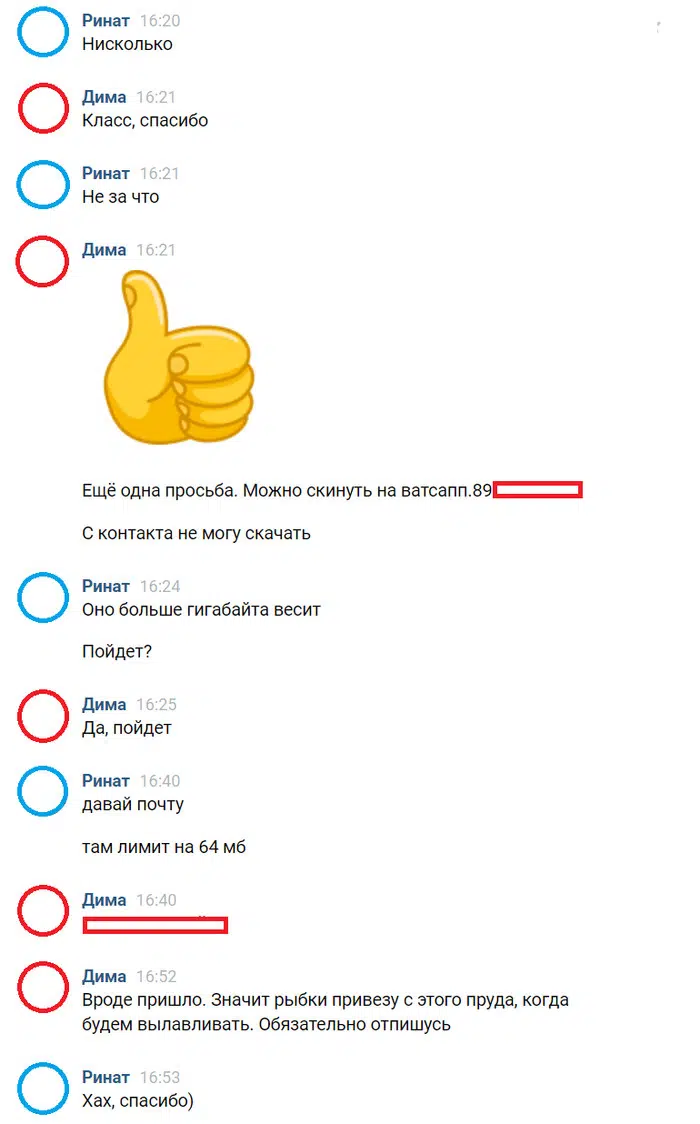 Ринат 16:20
Нисколько
Дима 16:21
Класс, спасибо
Ринат 16:21
Не за что
Дима 16:21
Ещё одна просьба. Можно скинуть на ватсапп.89
С контакта не могу скачать
Ринат 16:24
Оно больше гигабайта весит
Пойдет?
Дима 16:25
Да, пойдет
Ринат 16:40
давай почту
там лимит на 64 мб
Дима 16:40
Дима 16:52
Вроде пришло. Значит рыбки привезу с этого пруда, когда
будем вылавливать. Обязательно отпишусь
Ринат 16:53
Хах, спасибо)